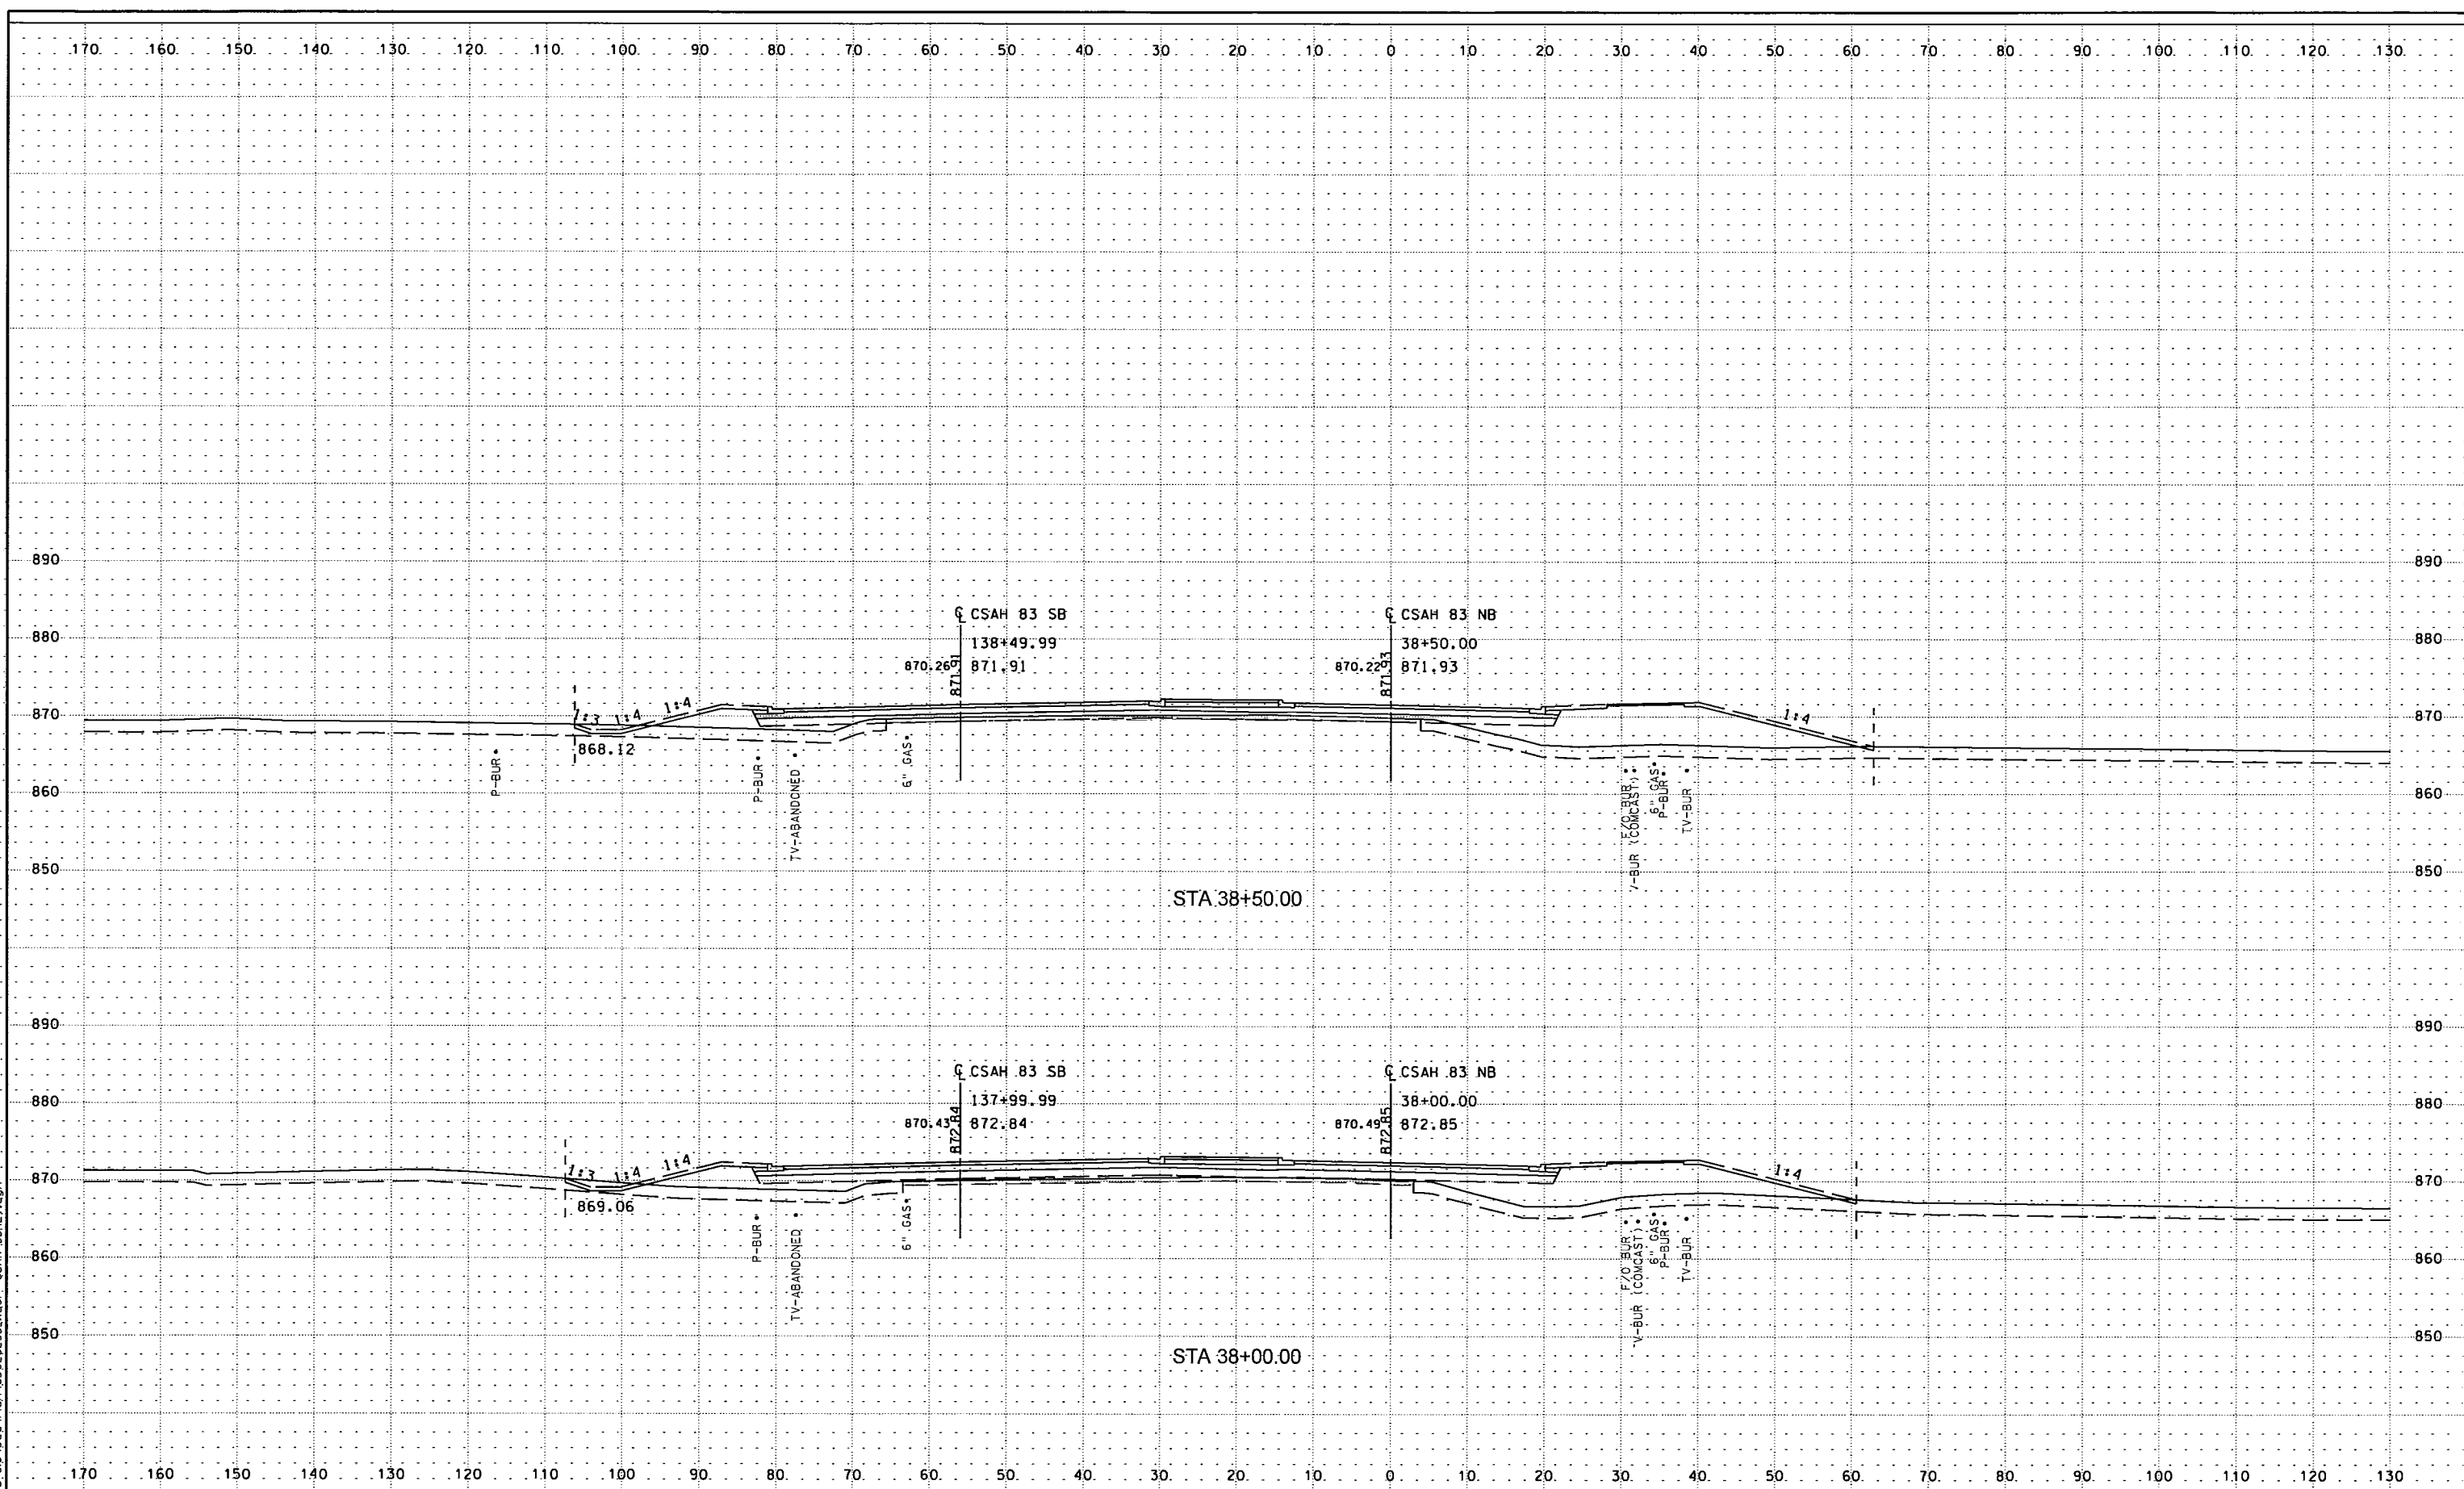 170 160 150 140 130 120 110 100 90 80 70 60 50 40 30 20 10 0 10 20 30 40 50 60 70 80 90 100 110 120 130
890 890
℄ CSAH 83 SB ℄ CSAH 83 NB
880 880
138+49.99 38+50.00
870.26 871.91 871.91 870.22 871.93 871.93
870 1:3 1:4 1:4 1:4 870
868.12
P-BUR P-BUR TV-ABANDONED 6" GAS F/O BUR V-BUR (COMCAST) 6" GAS P-BUR TV-BUR
860 860
850 850
STA 38+50.00
890 890
℄ CSAH 83 SB ℄ CSAH 83 NB
880 880
137+99.99 38+00.00
870.43 872.84 872.84 870.49 872.85 872.85
870 1:3 1:4 1:4 1:4 870
869.06
P-BUR TV-ABANDONED 6" GAS F/O BUR V-BUR (COMCAST) 6" GAS P-BUR TV-BUR
860 860
850 850
STA 38+00.00
170 160 150 140 130 120 110 100 90 80 70 60 50 40 30 20 10 0 10 20 30 40 50 60 70 80 90 100 110 120 130